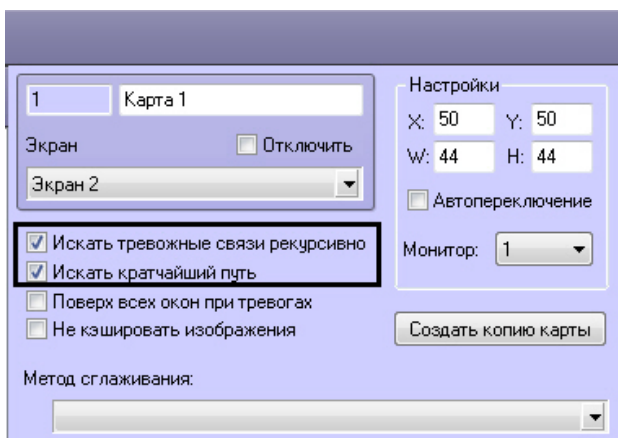 1
Карта 1
Экран
Отключить
Экран 2
Искать тревожные связи рекурсивно
Искать кратчайший путь
Поверх всех окон при тревогах
Не кэшировать изображения
Метод сглаживания:
Настройки
X: 50 Y: 50
W: 44 H: 44
Автопереключение
Монитор: 1
Создать копию карты